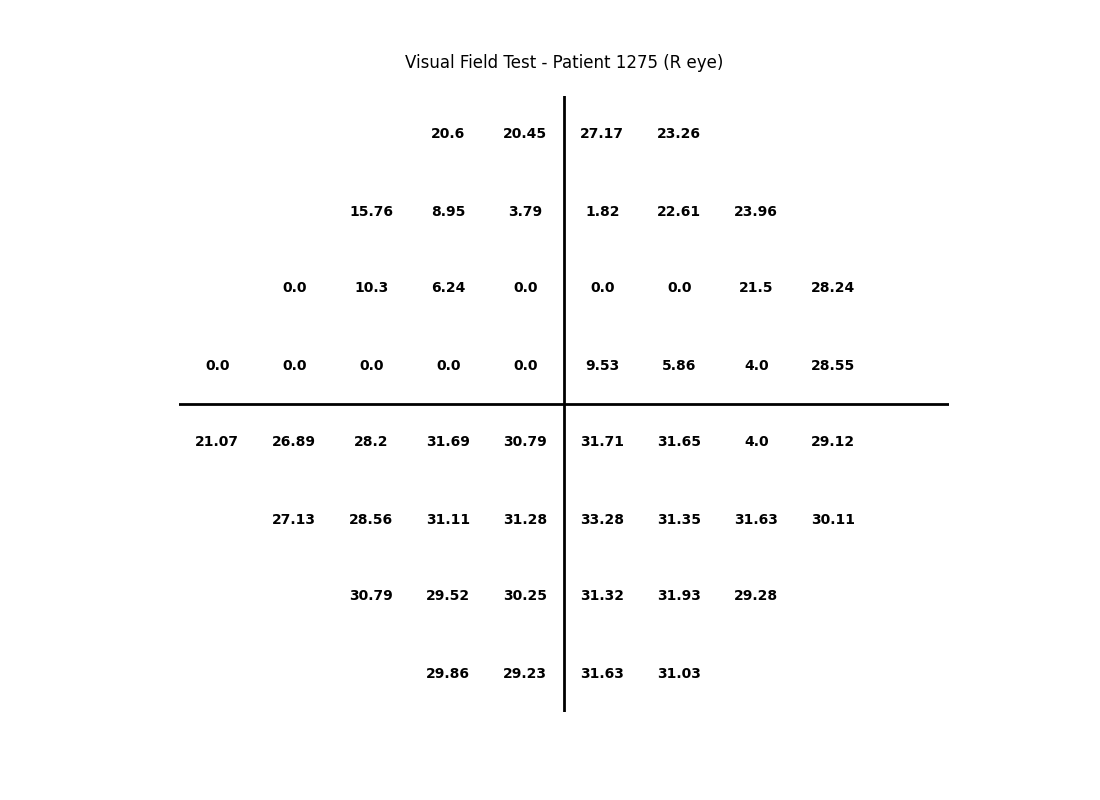 Visual Field Test - Patient 1275 (R eye)
20.6 20.45 27.17 23.26
15.76 8.95 3.79 1.82 22.61 23.96
0.0 10.3 6.24 0.0 0.0 0.0 21.5 28.24
0.0 0.0 0.0 0.0 0.0 9.53 5.86 4.0 28.55
21.07 26.89 28.2 31.69 30.79 31.71 31.65 4.0 29.12
27.13 28.56 31.11 31.28 33.28 31.35 31.63 30.11
30.79 29.52 30.25 31.32 31.93 29.28
29.86 29.23 31.63 31.03